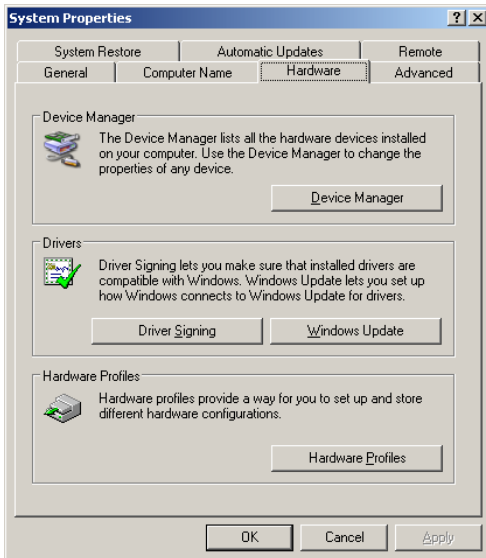 System Properties
System Restore Automatic Updates Remote
General Computer Name Hardware Advanced
Device Manager
The Device Manager lists all the hardware devices installed
on your computer. Use the Device Manager to change the
properties of any device.
Device Manager
Drivers
Driver Signing lets you make sure that installed drivers are
compatible with Windows. Windows Update lets you set up
how Windows connects to Windows Update for drivers.
Driver Signing Windows Update
Hardware Profiles
Hardware profiles provide a way for you to set up and store
different hardware configurations.
Hardware Profiles
OK Cancel Apply